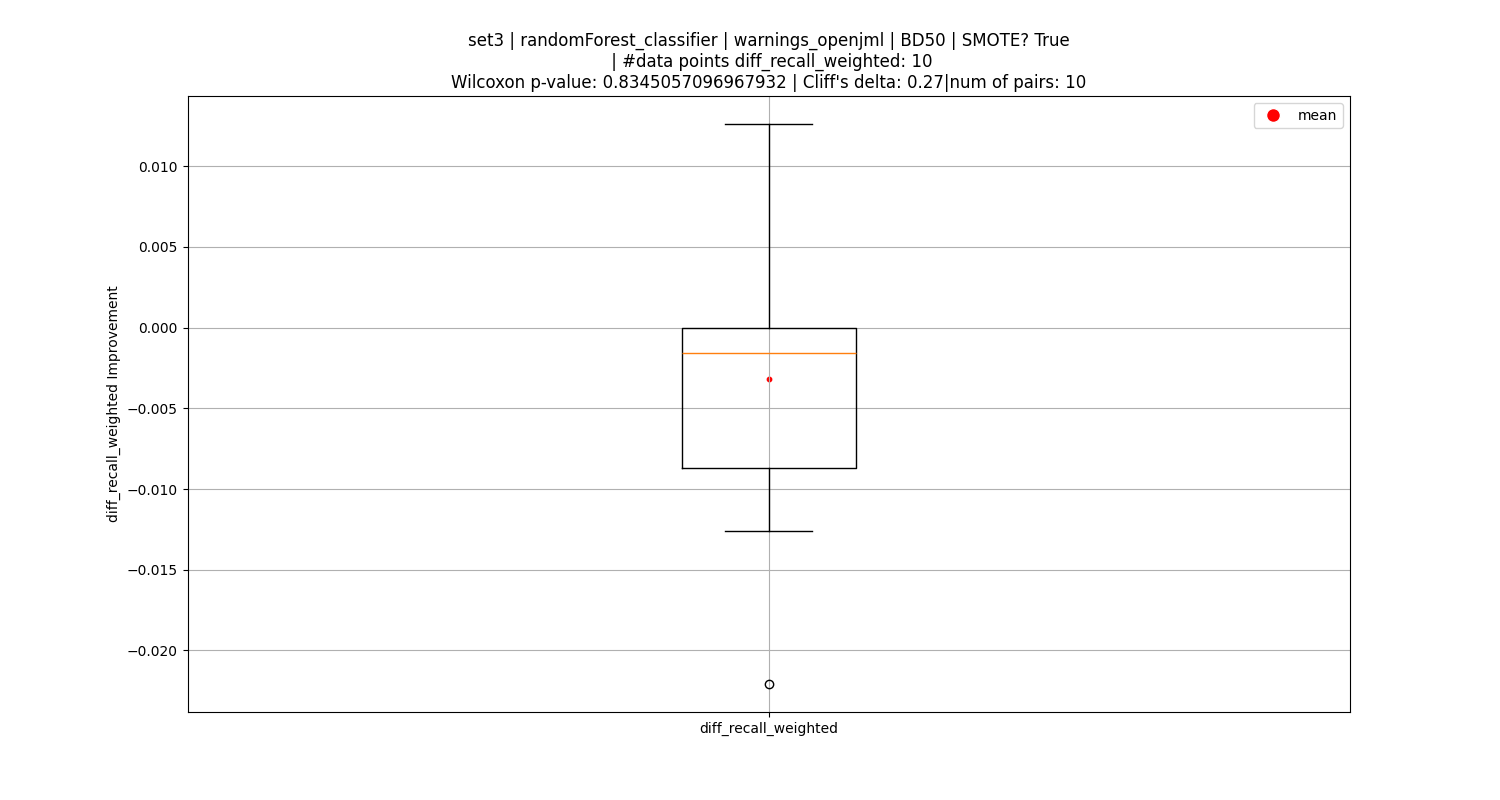 set3 | randomForest_classifier | warnings_openjml | BD50 | SMOTE? True
| #data points diff_recall_weighted: 10
Wilcoxon p-value: 0.8345057096967932 | Cliff's delta: 0.27|num of pairs: 10
mean
0.010
0.005
0.000
−0.005
−0.010
−0.015
−0.020
diff_recall_weighted Improvement
diff_recall_weighted